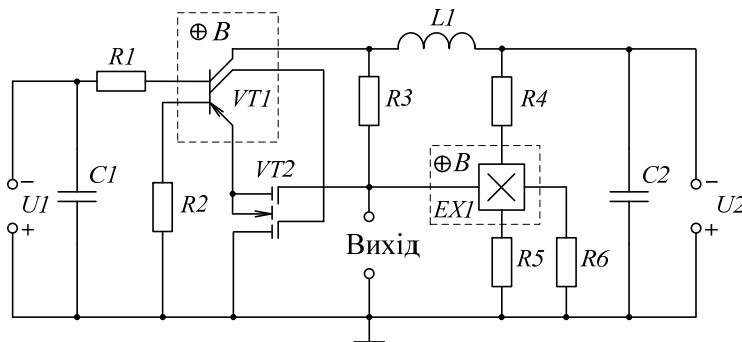 ⊕ B
L1
R1
VT1
R3
R4
⊕ B
C1
VT2
R2
EX1
C2
−
U1
+
−
U2
+
Вихід
R5
R6